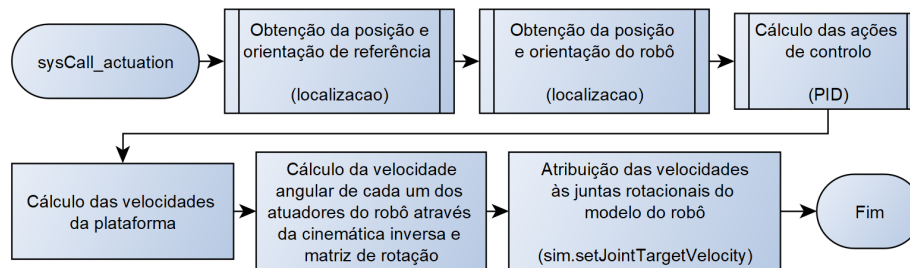 sysCall_actuation
Obtenção da posição e
orientação de referência
(localizacao)
Obtenção da posição
e orientação do robô
(localizacao)
Cálculo das ações
de controlo
(PID)
Cálculo das velocidades
da plataforma
Cálculo da velocidade
angular de cada um dos
atuadores do robô através
da cinemática inversa e
matriz de rotação
Atribuição das velocidades
às juntas rotacionais do
modelo do robô
(sim.setJointTargetVelocity)
Fim